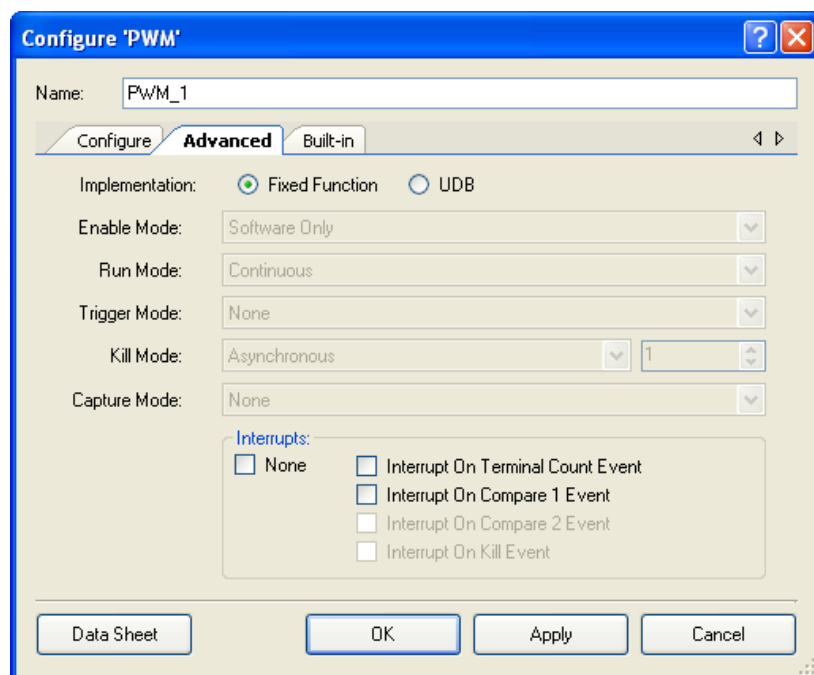 Configure 'PWM'
Name: PWM_1
Configure Advanced Built-in
Implementation: Fixed Function UDB
Enable Mode: Software Only
Run Mode: Continuous
Trigger Mode: None
Kill Mode: Asynchronous 1
Capture Mode: None
Interrupts:
None Interrupt On Terminal Count Event
Interrupt On Compare 1 Event
Interrupt On Compare 2 Event
Interrupt On Kill Event
Data Sheet OK Apply Cancel